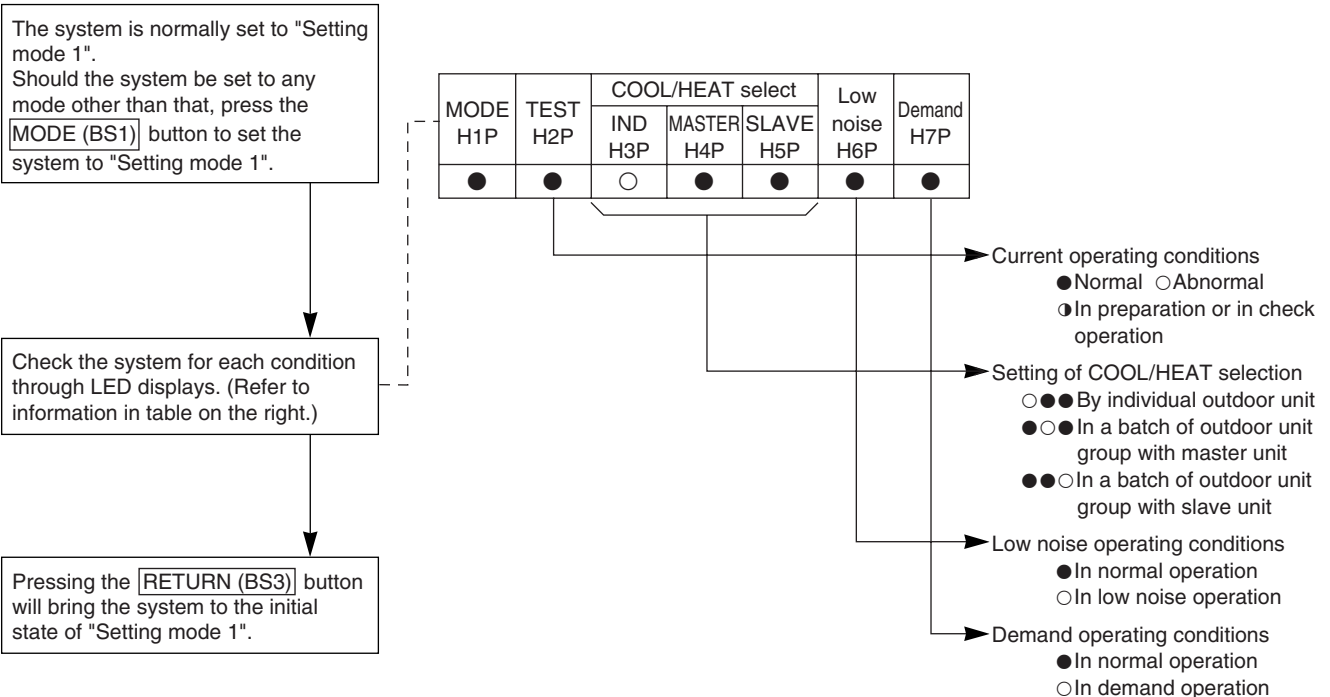 The system is normally set to "Setting
mode 1".
Should the system be set to any
mode other than that, press the
MODE (BS1) button to set the
system to "Setting mode 1".
Check the system for each condition
through LED displays. (Refer to
information in table on the right.)
Pressing the RETURN (BS3) button
will bring the system to the initial
state of "Setting mode 1".
MODE
H1P
TEST
H2P
COOL/HEAT select
IND
H3P
MASTER
H4P
SLAVE
H5P
Low
noise
H6P
Demand
H7P
● ● ○ ● ● ● ●
Current operating conditions
●Normal ○Abnormal
◑In preparation or in check
operation
Setting of COOL/HEAT selection
○●●By individual outdoor unit
●○●In a batch of outdoor unit
group with master unit
●●○In a batch of outdoor unit
group with slave unit
Low noise operating conditions
●In normal operation
○In low noise operation
Demand operating conditions
●In normal operation
○In demand operation